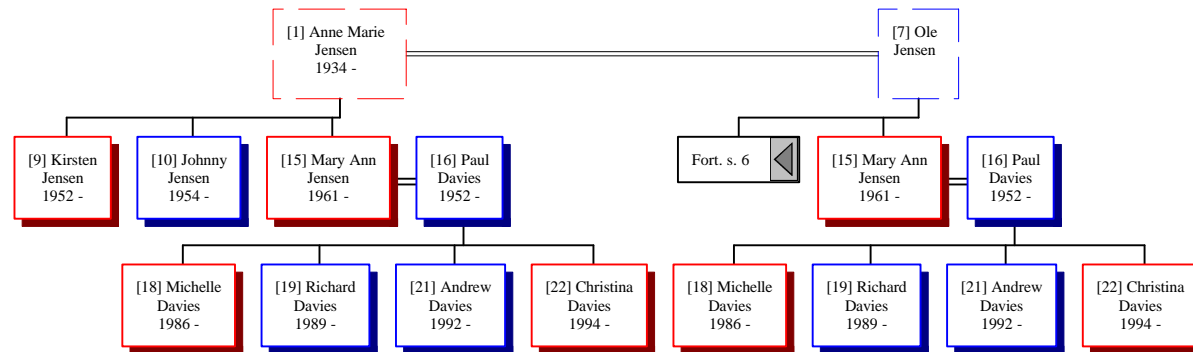 [1] Anne Marie
Jensen
1934 -
[7] Ole
Jensen
[9] Kirsten
Jensen
1952 -
[10] Johnny
Jensen
1954 -
[15] Mary Ann
Jensen
1961 -
[16] Paul
Davies
1952 -
Fort. s. 6
[15] Mary Ann
Jensen
1961 -
[16] Paul
Davies
1952 -
[18] Michelle
Davies
1986 -
[19] Richard
Davies
1989 -
[21] Andrew
Davies
1992 -
[22] Christina
Davies
1994 -
[18] Michelle
Davies
1986 -
[19] Richard
Davies
1989 -
[21] Andrew
Davies
1992 -
[22] Christina
Davies
1994 -